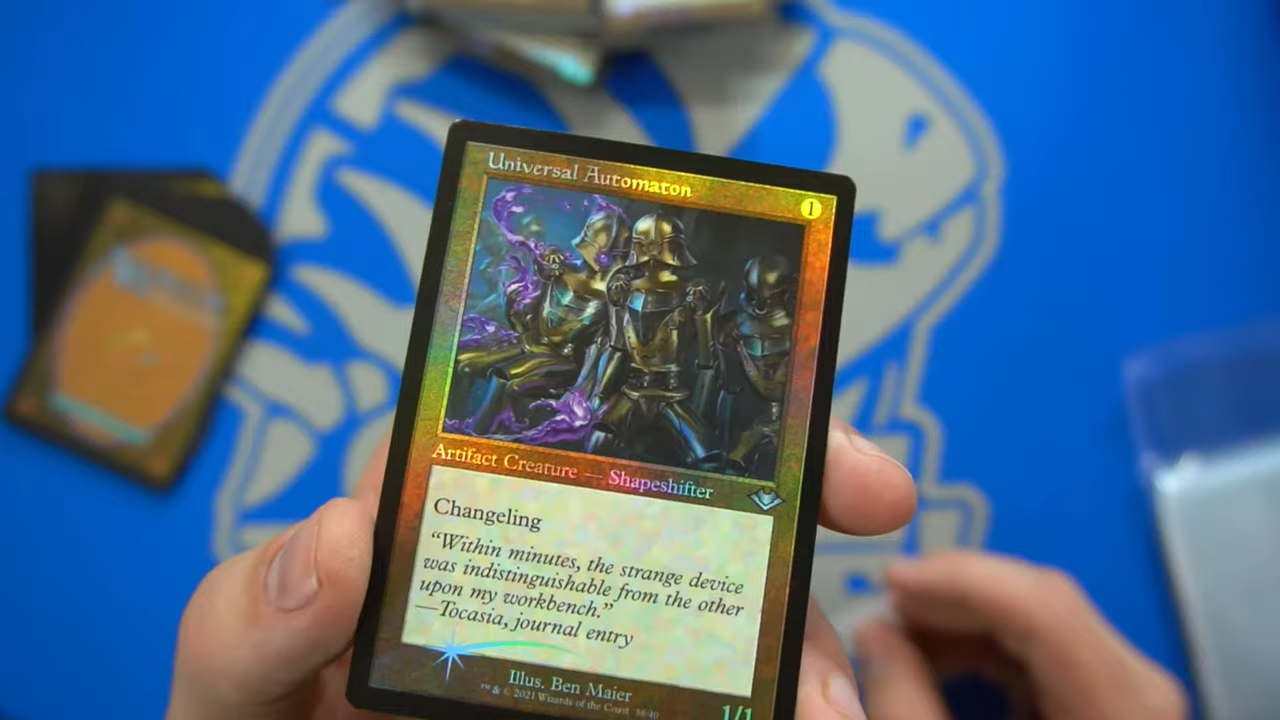 Universal Automaton
1
Artifact Creature — Shapeshifter
Changeling
“Within minutes, the strange device
was indistinguishable from the other
upon my workbench.”
—Tocasia, journal entry
Illus. Ben Maier
™ & © 2021 Wizards of the Coast
1/1